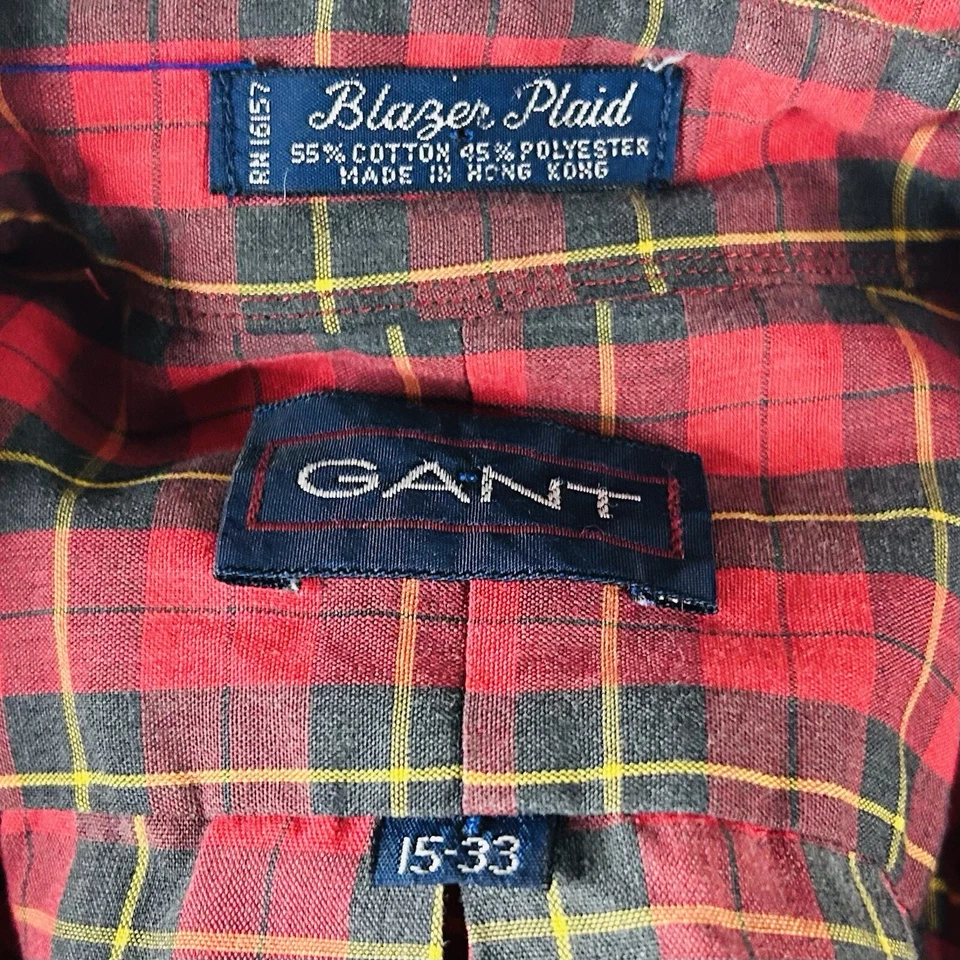 RN 16157
Blazer Plaid
55% COTTON 45% POLYESTER
MADE IN HONG KONG
GANT
15-33